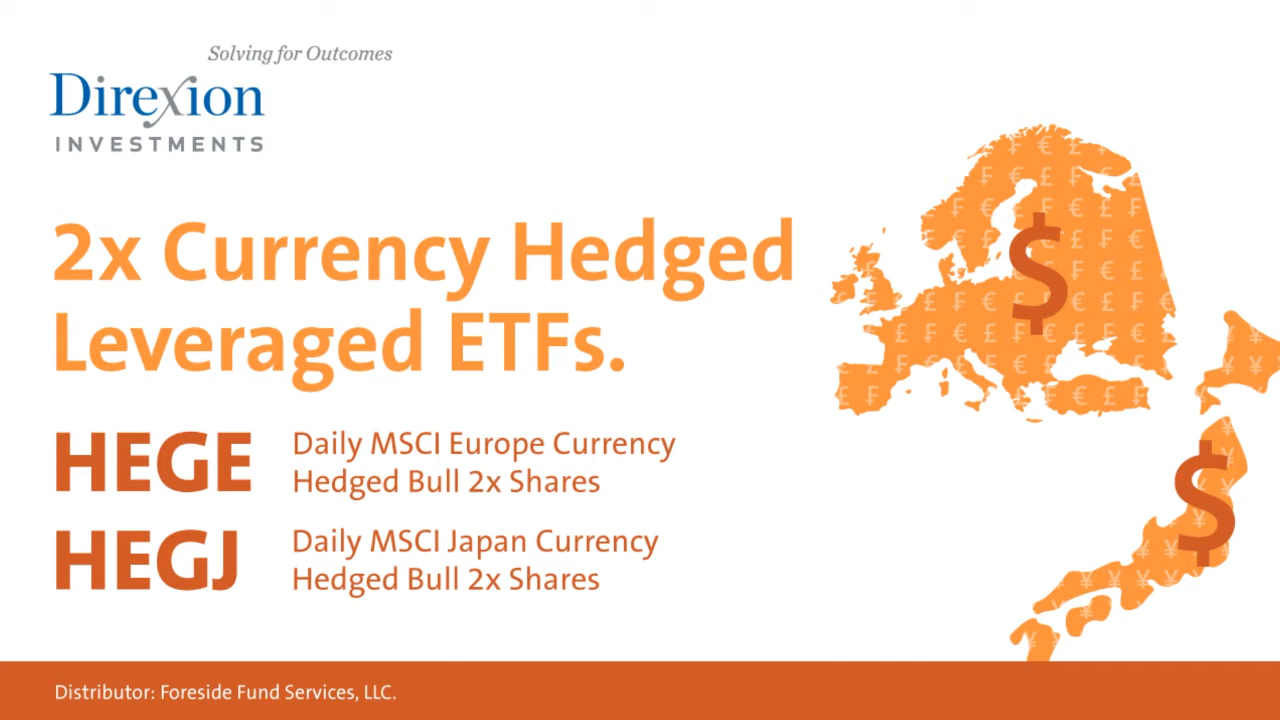 Solving for Outcomes
Direxion
INVESTMENTS
2x Currency Hedged
Leveraged ETFs.
HEGE
Daily MSCI Europe Currency
Hedged Bull 2x Shares
HEGJ
Daily MSCI Japan Currency
Hedged Bull 2x Shares
$
$
Distributor: Foreside Fund Services, LLC.